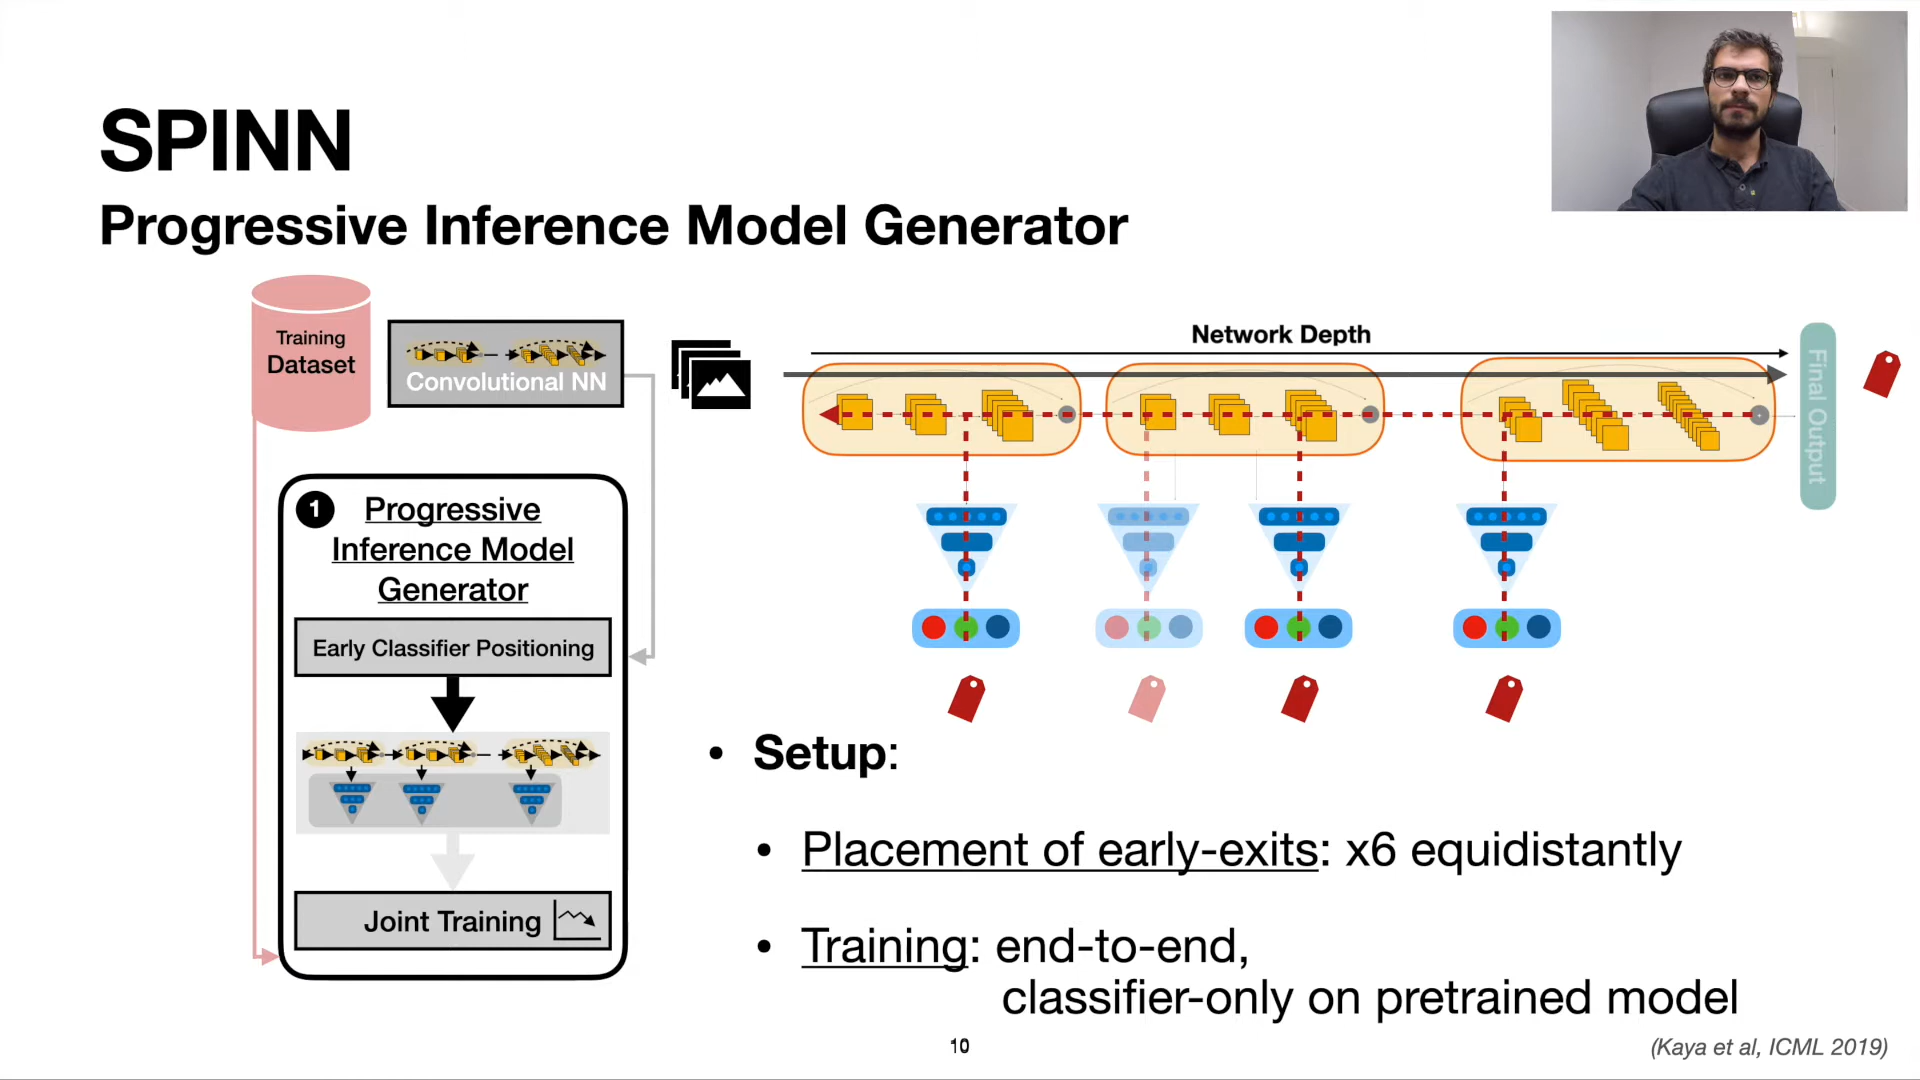 SPINN
Progressive Inference Model Generator
Training
Dataset
Convolutional NN
Network Depth
Final Output
1
Progressive
Inference Model
Generator
Early Classifier Positioning
Joint Training
• Setup:
• Placement of early-exits: x6 equidistantly
• Training: end-to-end,
classifier-only on pretrained model
(Kaya et al, ICML 2019)